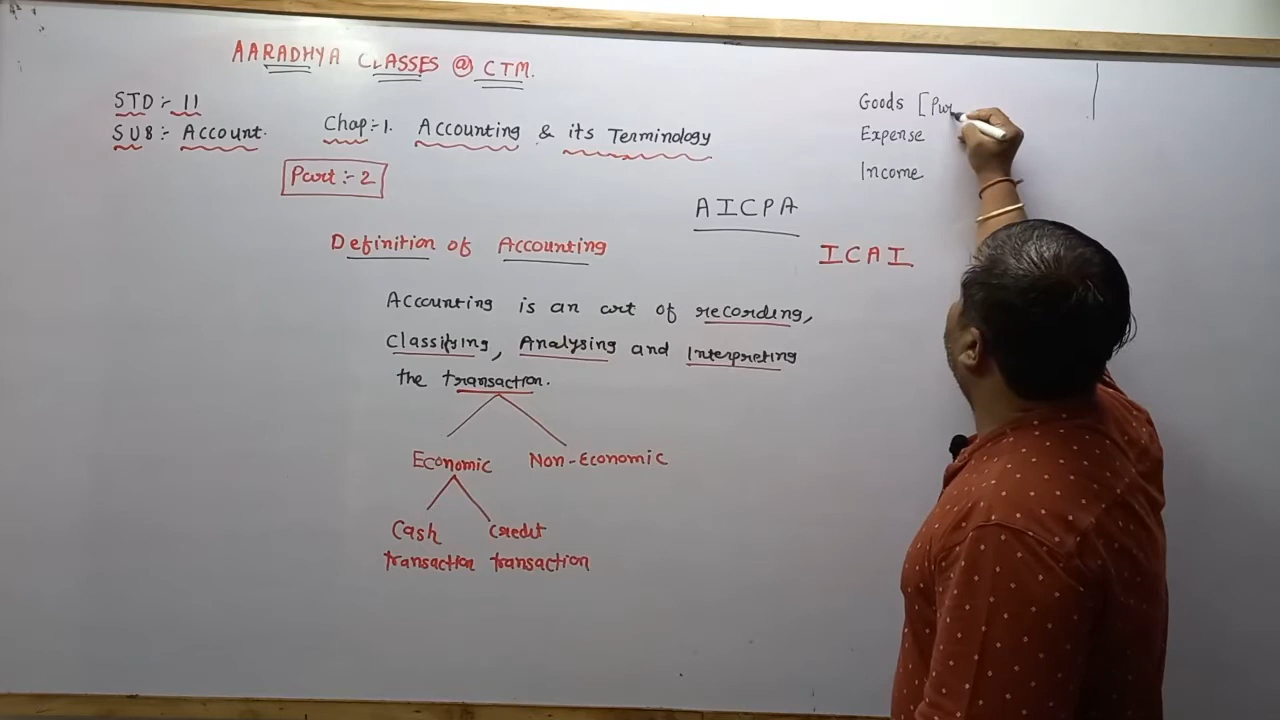 AARADHYA CLASSES @ CTM.
STD :- 11
SUB :- Account.
Chap :- 1. Accounting & its Terminology
Part :- 2
Goods [Pur
Expense
Income
AICPA
ICAI
Definition of Accounting
Accounting is an art of recording,
Classifying, Analysing and Interpreting
the transaction.
Economic Non-Economic
Cash Credit
transaction transaction